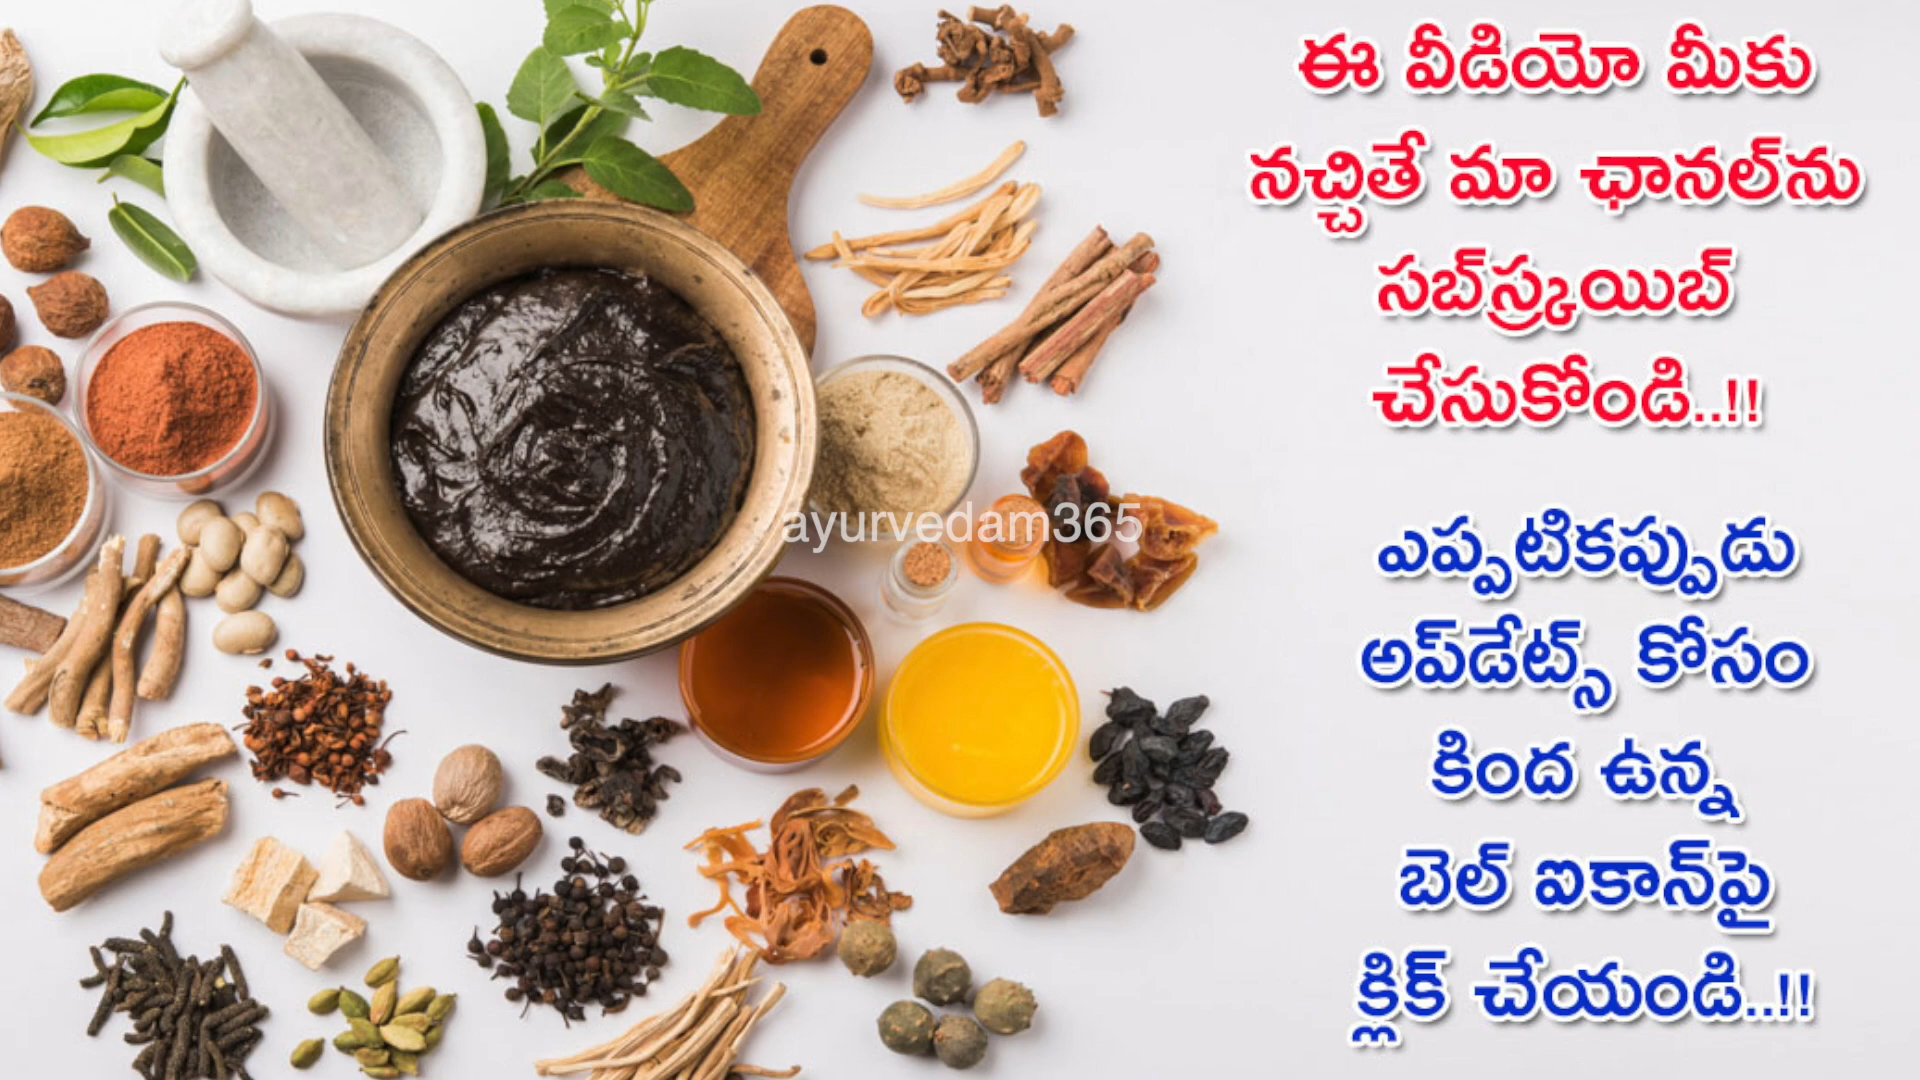 ఈ వీడియో మీకు
నచ్చితే మా ఛానల్‌ను
సబ్‌స్క్రయిబ్
చేసుకోండి..!!
ayurvedam365
ఎప్పటికప్పుడు
అప్‌డేట్స్ కోసం
కింద ఉన్న
బెల్ ఐకాన్‌పై
క్లిక్ చేయండి..!!